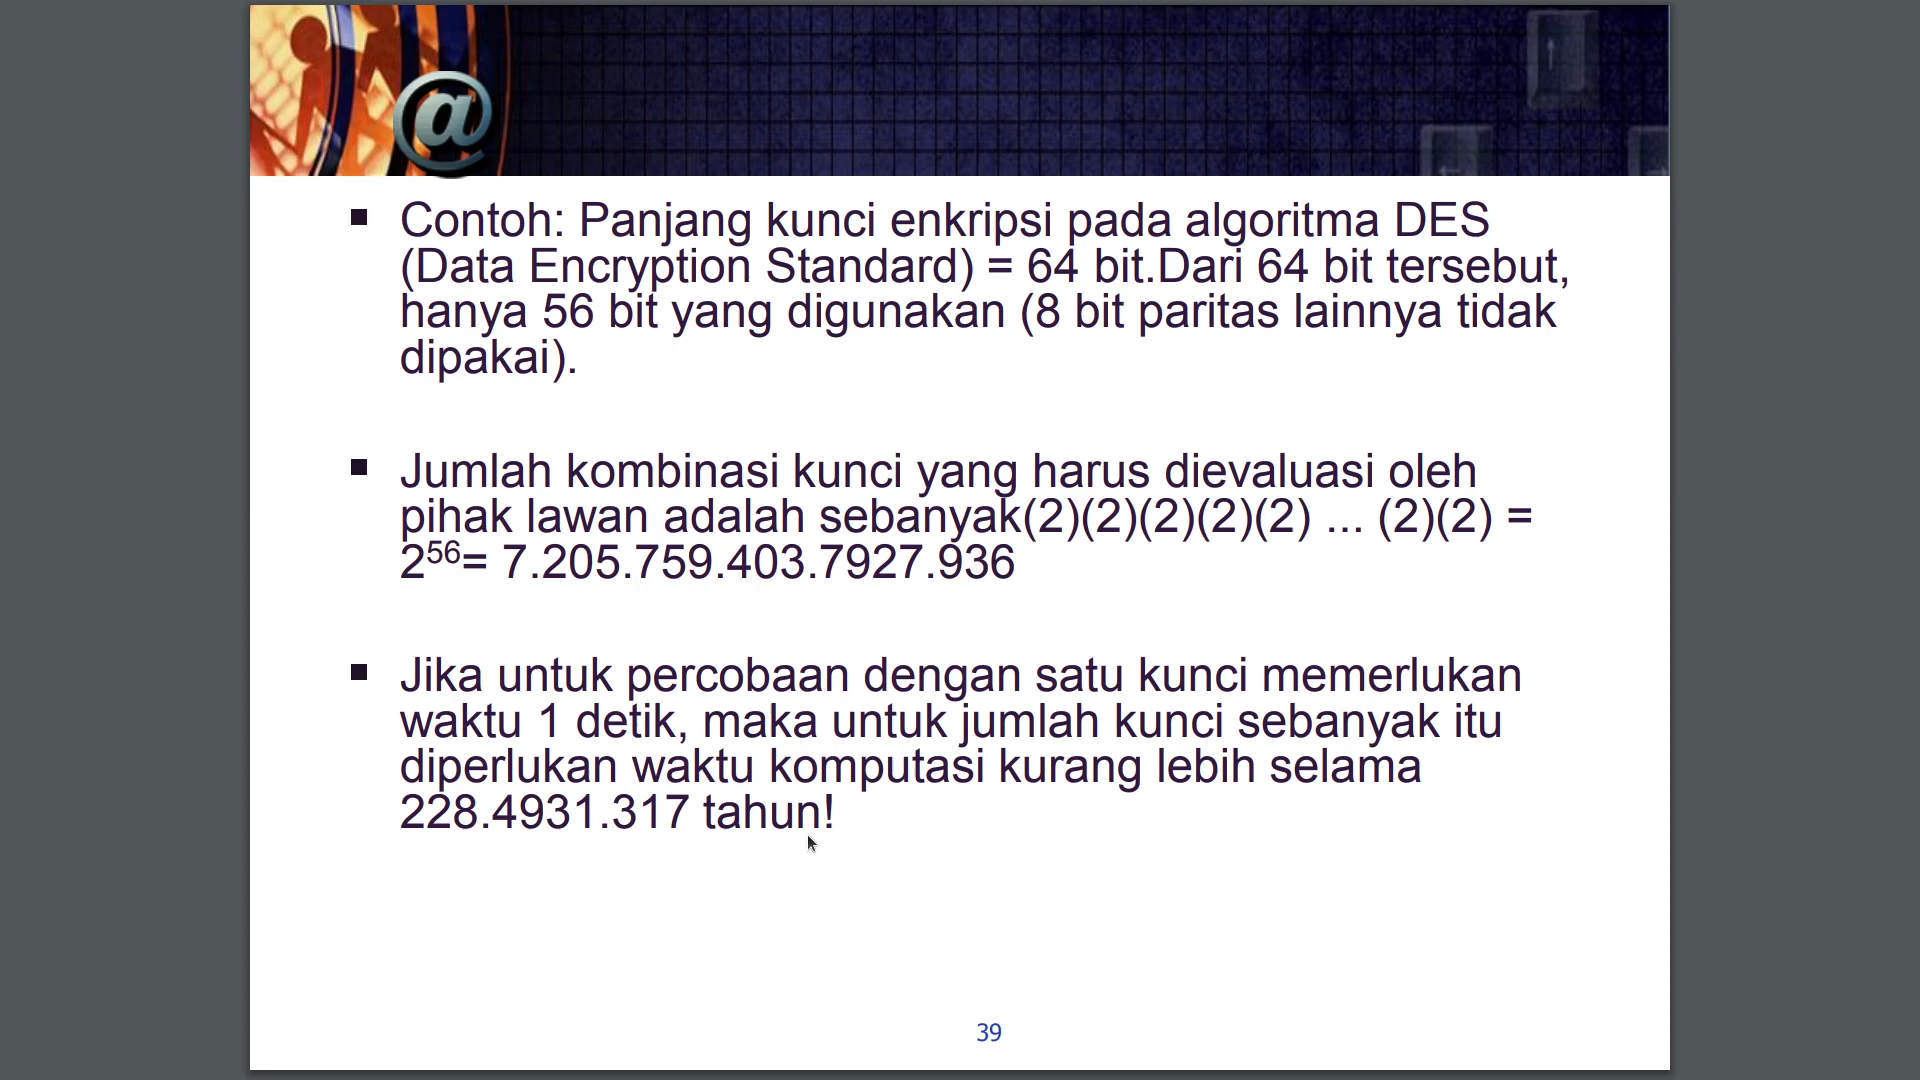 @
Contoh: Panjang kunci enkripsi pada algoritma DES
(Data Encryption Standard) = 64 bit.Dari 64 bit tersebut,
hanya 56 bit yang digunakan (8 bit paritas lainnya tidak
dipakai).
Jumlah kombinasi kunci yang harus dievaluasi oleh
pihak lawan adalah sebanyak(2)(2)(2)(2)(2) ... (2)(2) =
2⁵⁶= 7.205.759.403.7927.936
Jika untuk percobaan dengan satu kunci memerlukan
waktu 1 detik, maka untuk jumlah kunci sebanyak itu
diperlukan waktu komputasi kurang lebih selama
228.4931.317 tahun!
39